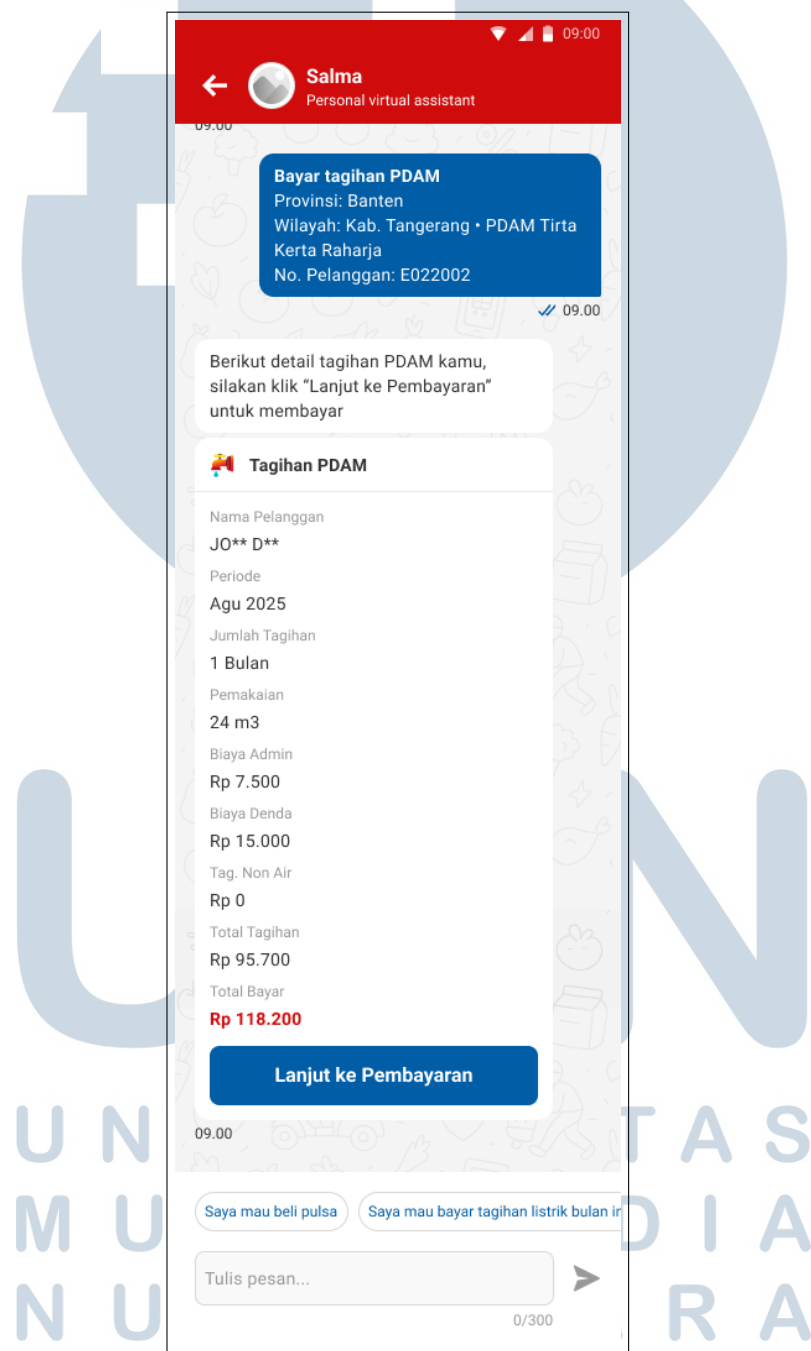 09:00
Salma
Personal virtual assistant
09.00
Bayar tagihan PDAM
Provinsi: Banten
Wilayah: Kab. Tangerang • PDAM Tirta
Kerta Raharja
No. Pelanggan: E022002
09.00
Berikut detail tagihan PDAM kamu,
silakan klik “Lanjut ke Pembayaran”
untuk membayar
Tagihan PDAM
Nama Pelanggan
JO** D**
Periode
Agu 2025
Jumlah Tagihan
1 Bulan
Pemakaian
24 m3
Biaya Admin
Rp 7.500
Biaya Denda
Rp 15.000
Tag. Non Air
Rp 0
Total Tagihan
Rp 95.700
Total Bayar
Rp 118.200
Lanjut ke Pembayaran
09.00
Saya mau beli pulsa
Saya mau bayar tagihan listrik bulan
Tulis pesan...
0/300
U N T A S
M U D I A
N U R A